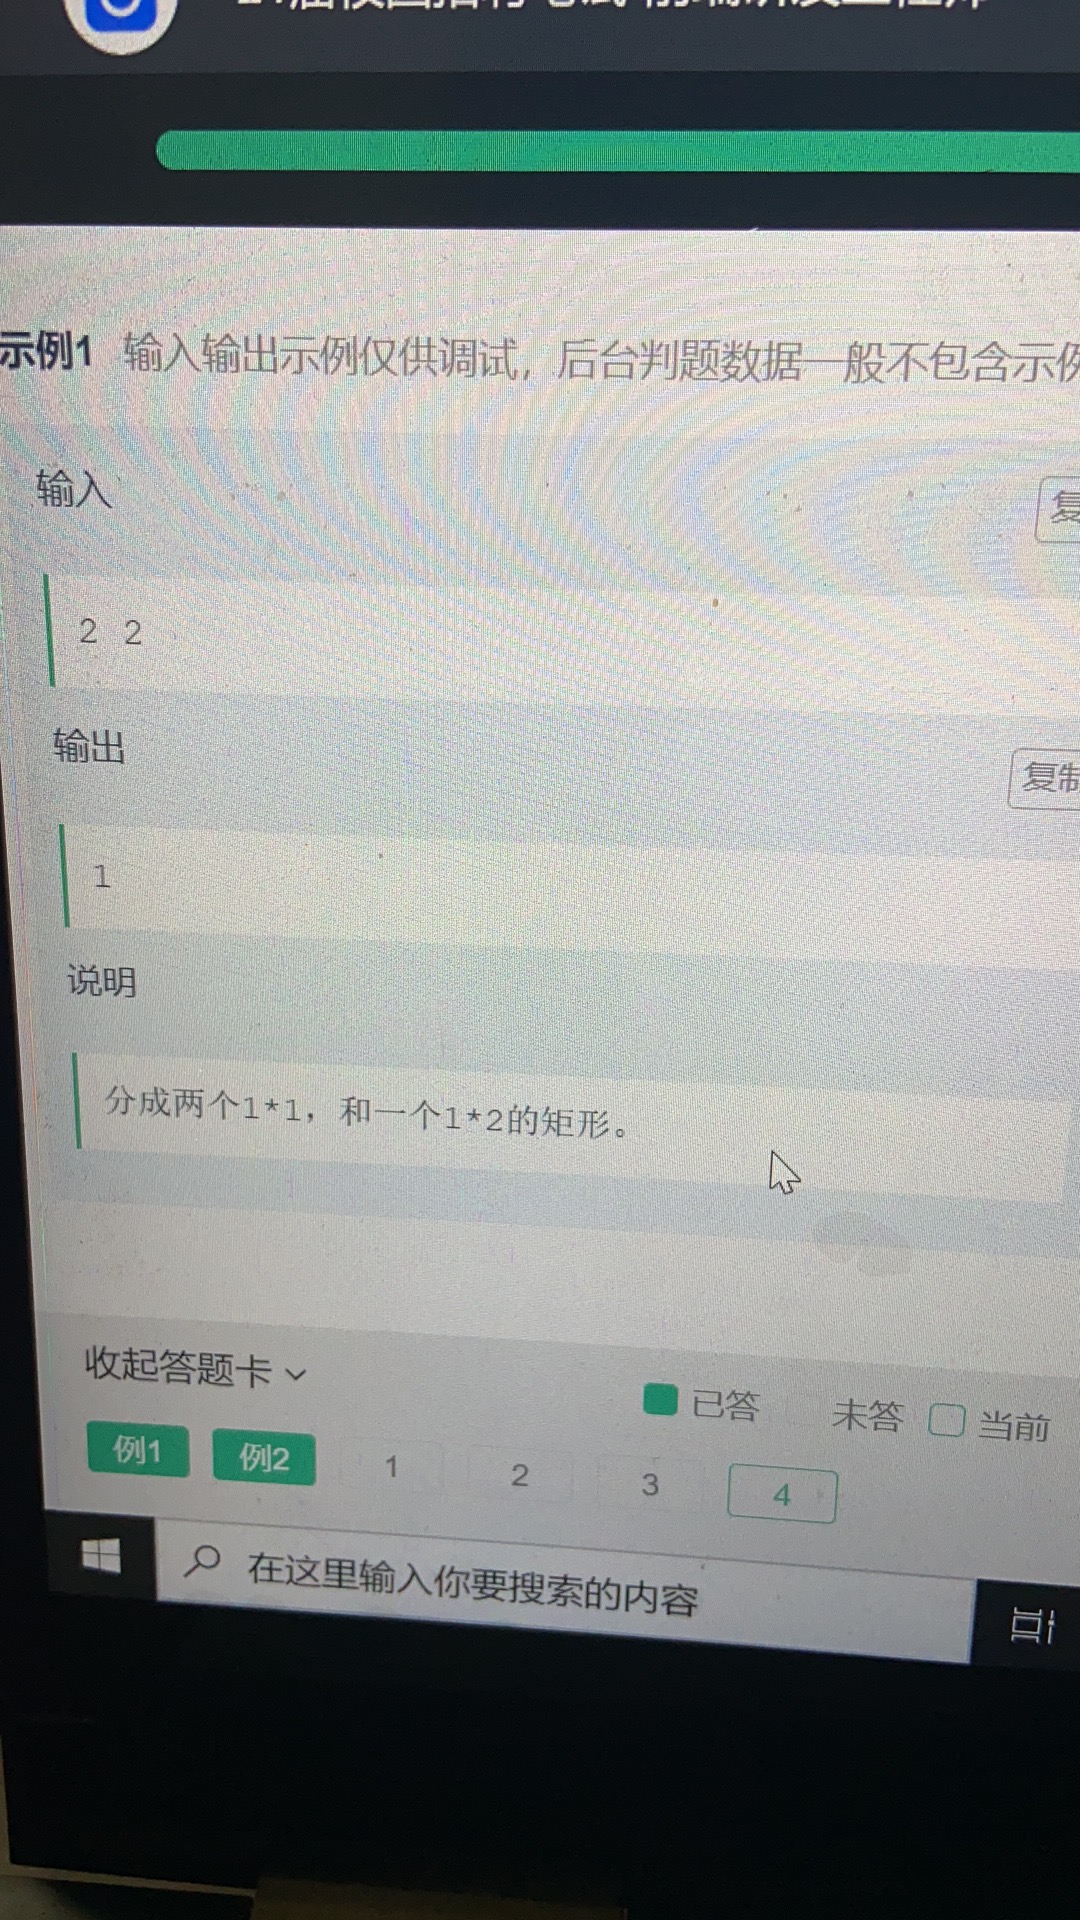 示例1 输入输出示例仅供调试，后台判题数据一般不包含示例
输入
复
2 2
输出
复制
1
说明
分成两个1*1，和一个1*2的矩形。
收起答题卡
已答 未答 当前
例1 例2 1 2 3 4
在这里输入你要搜索的内容